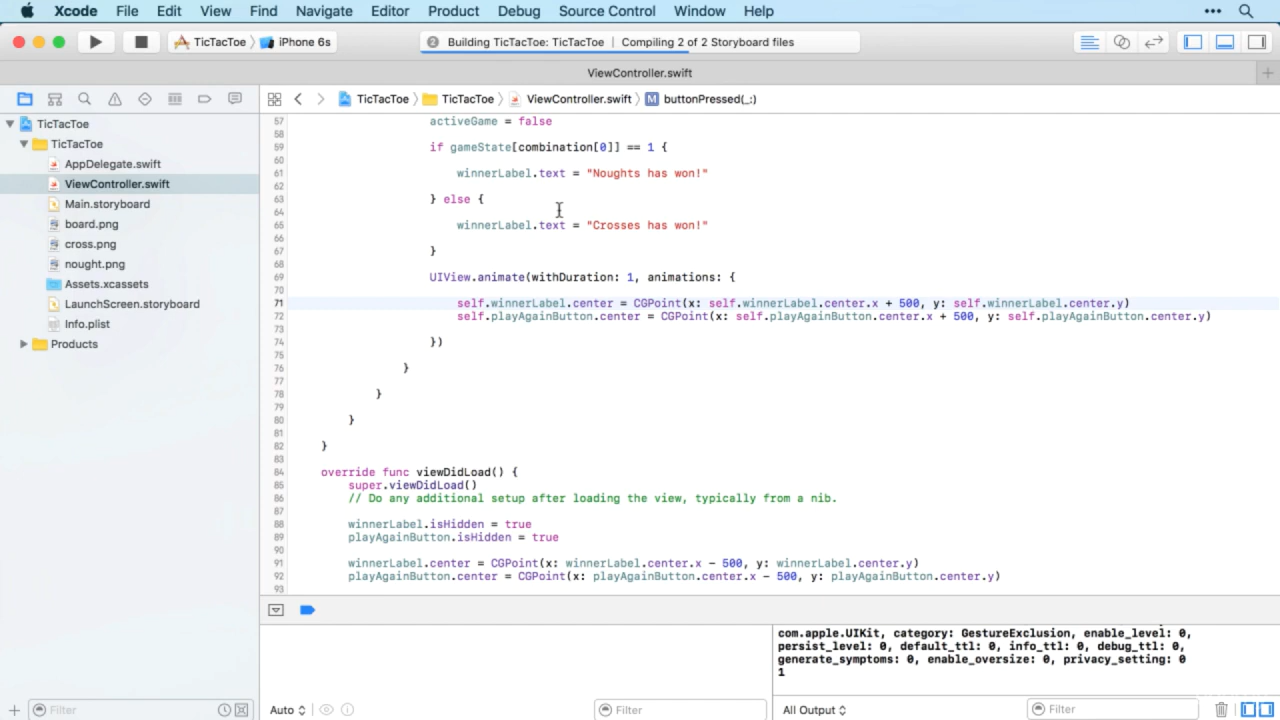 Xcode File Edit View Find Navigate Editor Product Debug Source Control Window Help
TicTacToe iPhone 6s 2 Building TicTacToe: TicTacToe | Compiling 2 of 2 Storyboard files
ViewController.swift
TicTacToe TicTacToe ViewController.swift M buttonPressed(_:)
TicTacToe
TicTacToe
AppDelegate.swift
ViewController.swift
Main.storyboard
board.png
cross.png
nought.png
Assets.xcassets
LaunchScreen.storyboard
Info.plist
Products
57 activeGame = false
58
59 if gameState[combination[0]] == 1 {
60
61 winnerLabel.text = "Noughts has won!"
62
63 } else {
64
65 winnerLabel.text = "Crosses has won!"
66
67 }
68
69 UIView.animate(withDuration: 1, animations: {
70
71 self.winnerLabel.center = CGPoint(x: self.winnerLabel.center.x + 500, y: self.winnerLabel.center.y)
72 self.playAgainButton.center = CGPoint(x: self.playAgainButton.center.x + 500, y: self.playAgainButton.center.y)
73
74 })
75
76 }
77
78 }
79
80 }
81
82 }
83
84 override func viewDidLoad() {
85 super.viewDidLoad()
86 // Do any additional setup after loading the view, typically from a nib.
87
88 winnerLabel.isHidden = true
89 playAgainButton.isHidden = true
90
91 winnerLabel.center = CGPoint(x: winnerLabel.center.x - 500, y: winnerLabel.center.y)
92 playAgainButton.center = CGPoint(x: playAgainButton.center.x - 500, y: playAgainButton.center.y)
93
com.apple.UIKit, category: GestureExclusion, enable_level: 0,
persist_level: 0, default_ttl: 0, info_ttl: 0, debug_ttl: 0,
generate_symptoms: 0, enable_oversize: 0, privacy_setting: 0
1
Filter Auto Filter All Output Filter